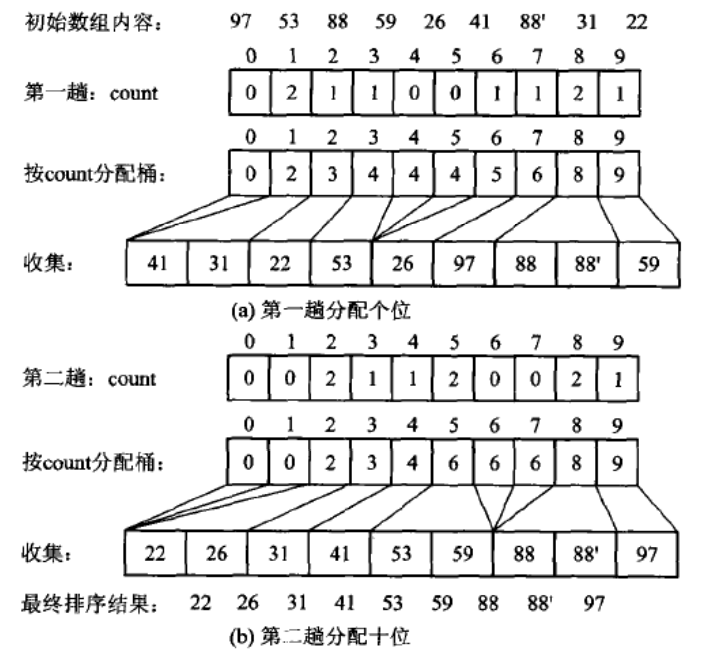 初始数组内容： 97 53 88 59 26 41 88' 31 22
0 1 2 3 4 5 6 7 8 9
第一趟：count 0 2 1 1 0 0 1 1 2 1
0 1 2 3 4 5 6 7 8 9
按count分配桶： 0 2 3 4 4 4 5 6 8 9
收集： 41 31 22 53 26 97 88 88' 59
(a) 第一趟分配个位
0 1 2 3 4 5 6 7 8 9
第二趟：count 0 0 2 1 1 2 0 0 2 1
0 1 2 3 4 5 6 7 8 9
按count分配桶： 0 0 2 3 4 6 6 6 8 9
收集： 22 26 31 41 53 59 88 88' 97
最终排序结果： 22 26 31 41 53 59 88 88' 97
(b) 第二趟分配十位